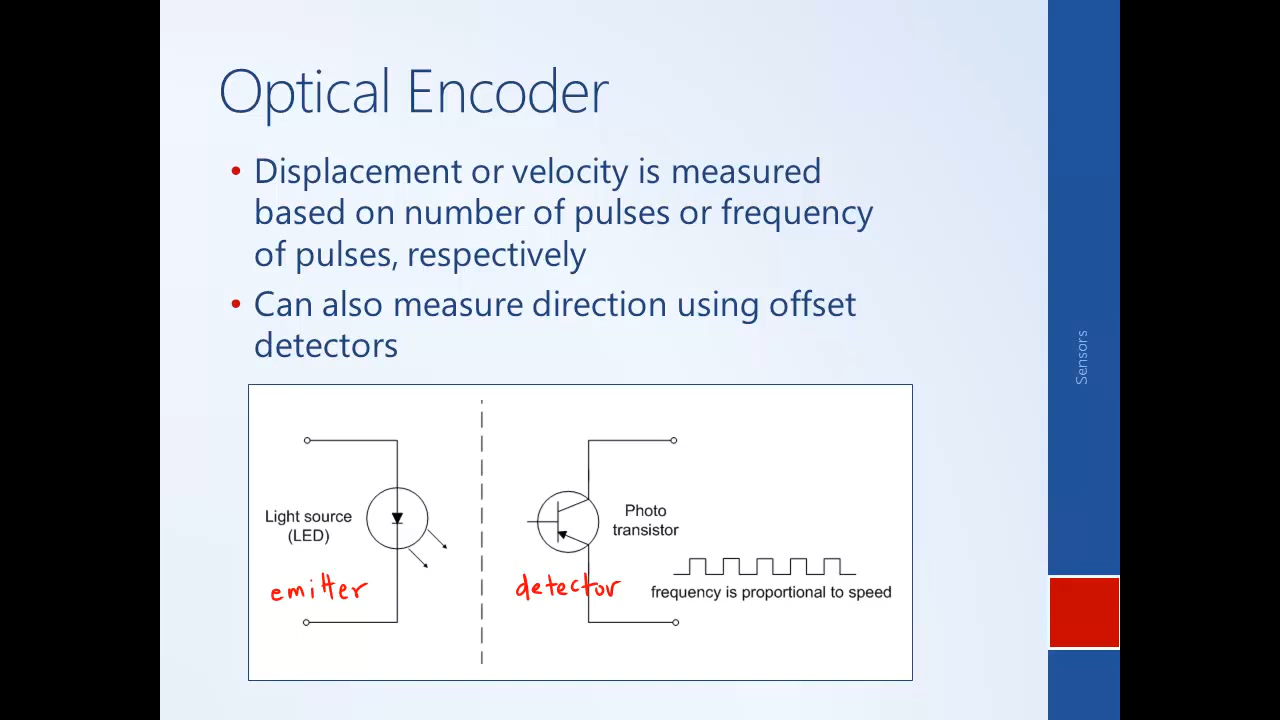 Optical Encoder
• Displacement or velocity is measured
based on number of pulses or frequency
of pulses, respectively
• Can also measure direction using offset
detectors
Sensors
Light source
(LED)
emitter
Photo
transistor
detector
frequency is proportional to speed